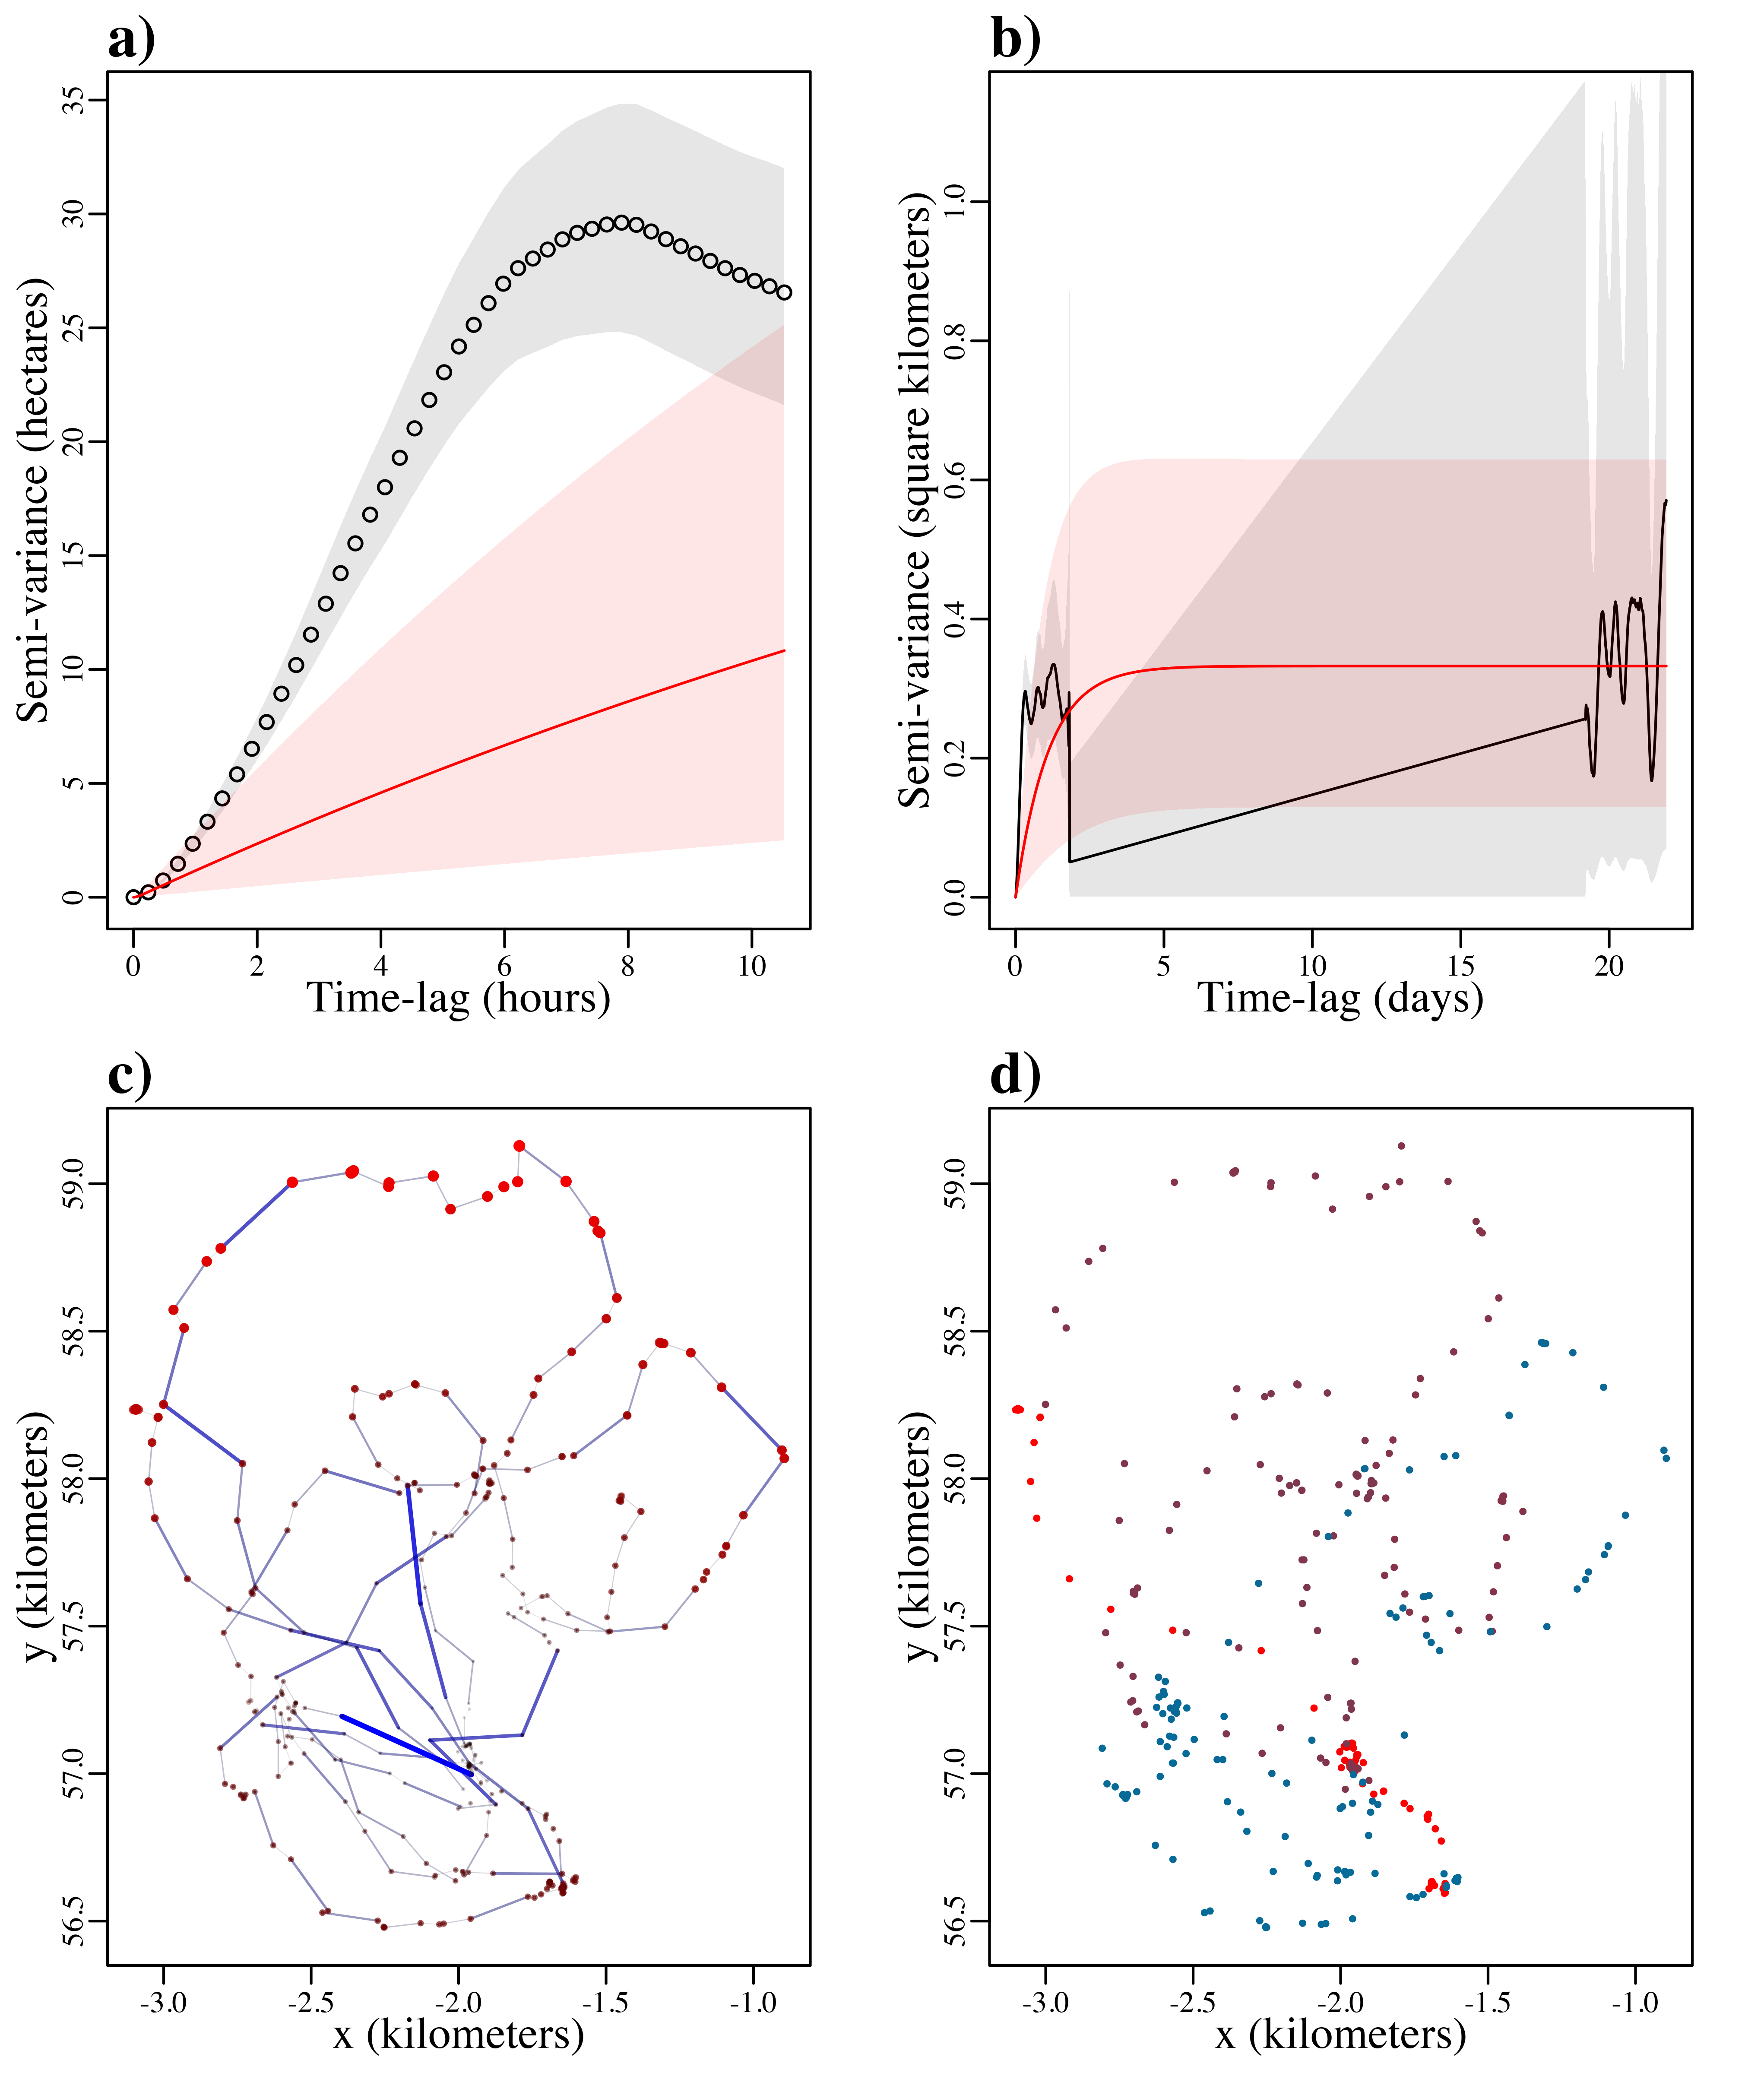 a)
Semi-variance (hectares)
35
30
25
20
15
10
5
0
0 2 4 6 8 10
Time-lag (hours)
b)
Semi-variance (square kilometers)
1.0
0.8
0.6
0.4
0.2
0.0
0 5 10 15 20
Time-lag (days)
c)
y (kilometers)
59.0
58.5
58.0
57.5
57.0
56.5
-3.0 -2.5 -2.0 -1.5 -1.0
x (kilometers)
d)
y (kilometers)
59.0
58.5
58.0
57.5
57.0
56.5
-3.0 -2.5 -2.0 -1.5 -1.0
x (kilometers)